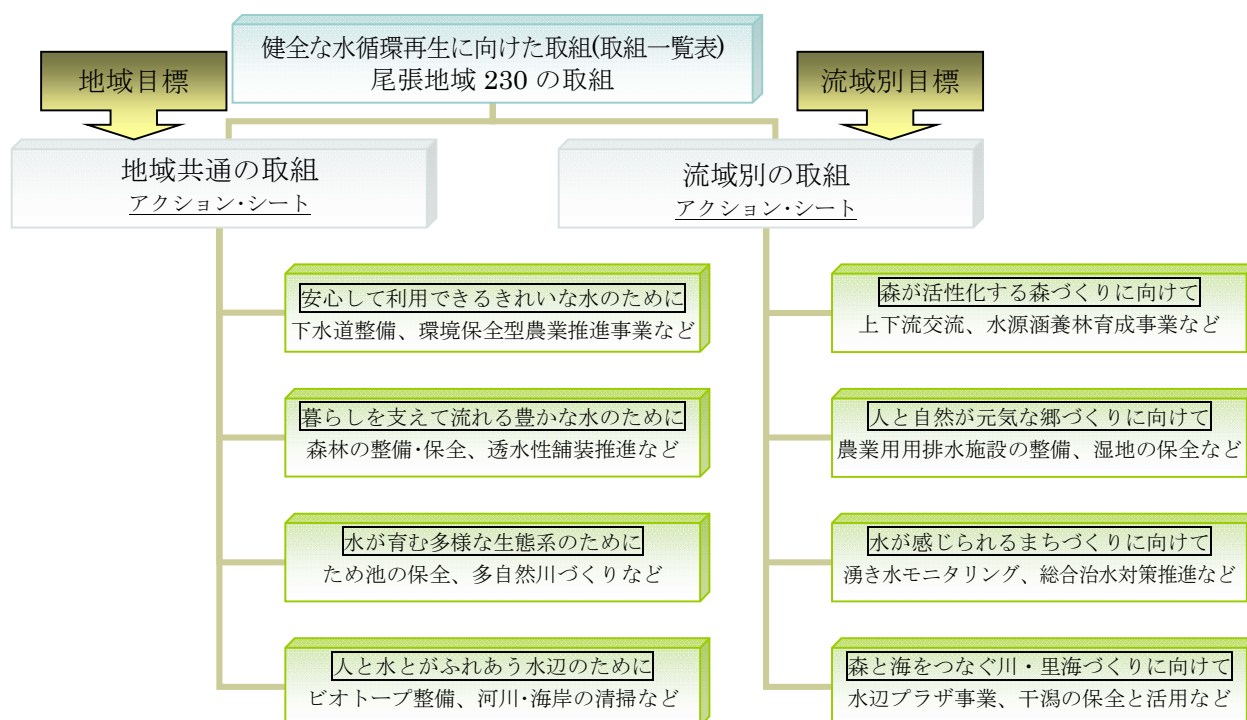 健全な水循環再生に向けた取組(取組一覧表)
尾張地域 230 の取組
地域目標
流域別目標
地域共通の取組
アクション・シート
流域別の取組
アクション・シート
安心して利用できるきれいな水のために
下水道整備、環境保全型農業推進事業など
暮らしを支えて流れる豊かな水のために
森林の整備・保全、透水性舗装推進など
水が育む多様な生態系のために
ため池の保全、多自然川づくりなど
人と水とがふれあう水辺のために
ビオトープ整備、河川・海岸の清掃など
森が活性化する森づくりに向けて
上下流交流、水源涵養林育成事業など
人と自然が元気な郷づくりに向けて
農業用用排水施設の整備、湿地の保全など
水が感じられるまちづくりに向けて
湧き水モニタリング、総合治水対策推進など
森と海をつなぐ川・里海づくりに向けて
水辺プラザ事業、干潟の保全と活用など